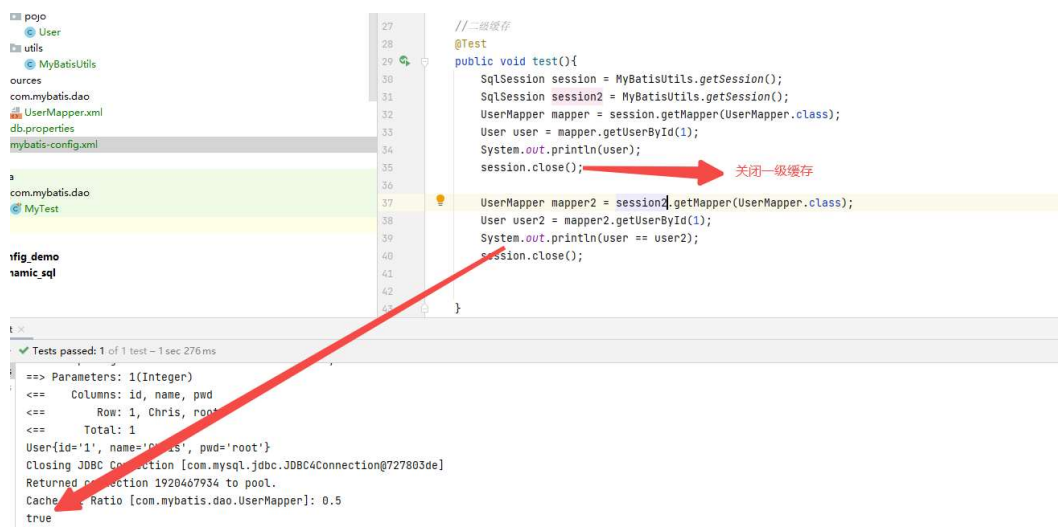 pojo
User
utils
MyBatisUtils
ources
com.mybatis.dao
UserMapper.xml
db.properties
mybatis-config.xml
a
com.mybatis.dao
MyTest
nfig_demo
namic_sql
27 //二级缓存
28 @Test
29 public void test(){
30 SqlSession session = MyBatisUtils.getSession();
31 SqlSession session2 = MyBatisUtils.getSession();
32 UserMapper mapper = session.getMapper(UserMapper.class);
33 User user = mapper.getUserById(1);
34 System.out.println(user);
35 session.close(); 关闭一级缓存
36
37 UserMapper mapper2 = session2.getMapper(UserMapper.class);
38 User user2 = mapper2.getUserById(1);
39 System.out.println(user == user2);
40 session.close();
41
42
43 }
t ×
Tests passed: 1 of 1 test – 1 sec 276 ms
==> Parameters: 1(Integer)
<== Columns: id, name, pwd
<== Row: 1, Chris, root
<== Total: 1
User{id='1', name='Chris', pwd='root'}
Closing JDBC Connection [com.mysql.jdbc.JDBC4Connection@727803de]
Returned connection 1920467934 to pool.
Cache Ratio [com.mybatis.dao.UserMapper]: 0.5
true